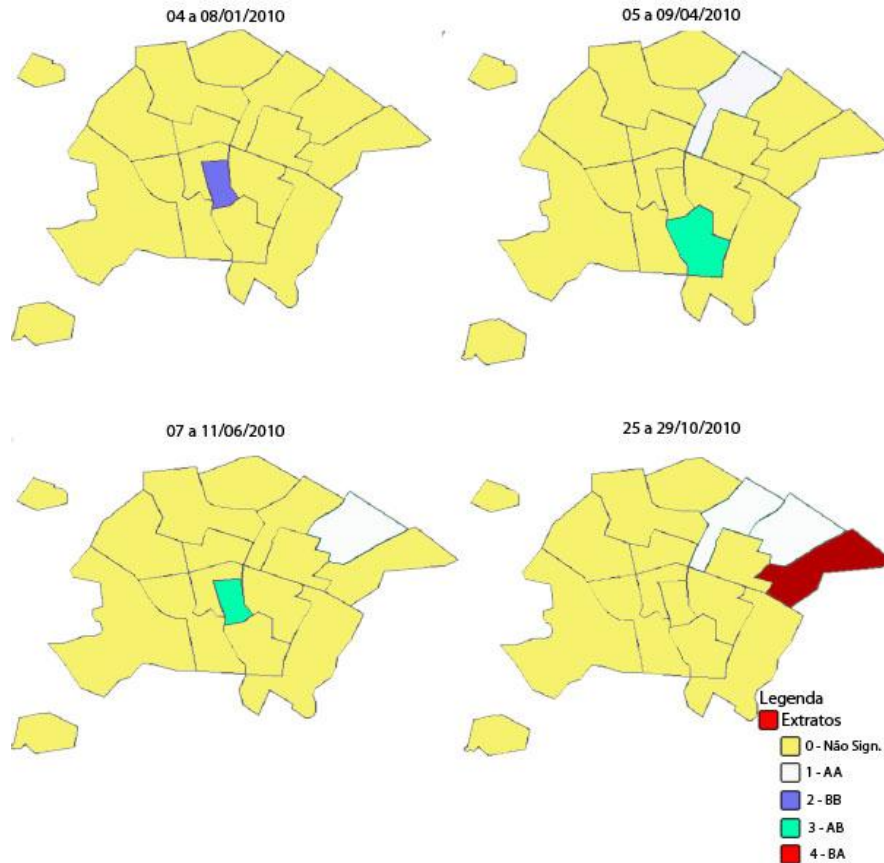 04 a 08/01/2010
05 a 09/04/2010
07 a 11/06/2010
25 a 29/10/2010
Legenda
Extratos
0 - Não Sign.
1 - AA
2 - BB
3 - AB
4 - BA